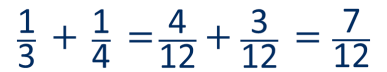 1/3 + 1/4 = 4/12 + 3/12 = 7/12